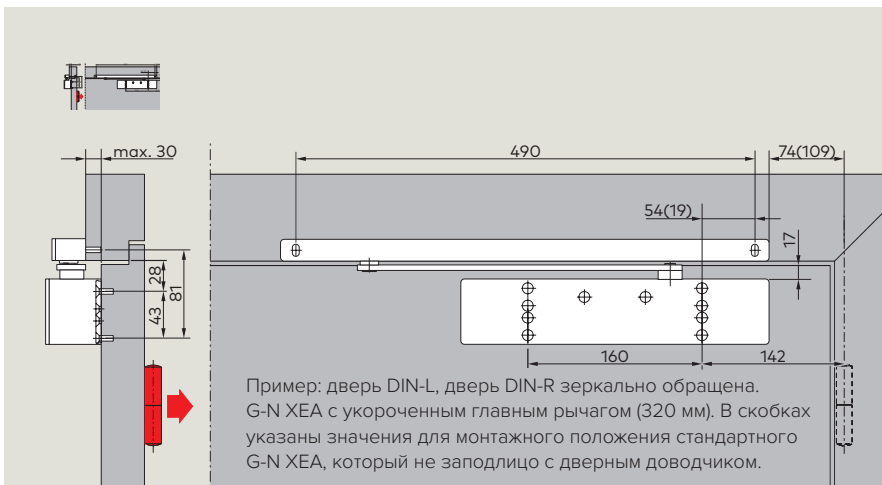 max. 30
490
74(109)
54(19)
17
28
81
43
160
142
Пример: дверь DIN-L, дверь DIN-R зеркально обращена.
G-N XEA с укороченным главным рычагом (320 мм). В скобках
указаны значения для монтажного положения стандартного
G-N XEA, который не заподлицо с дверным доводчиком.